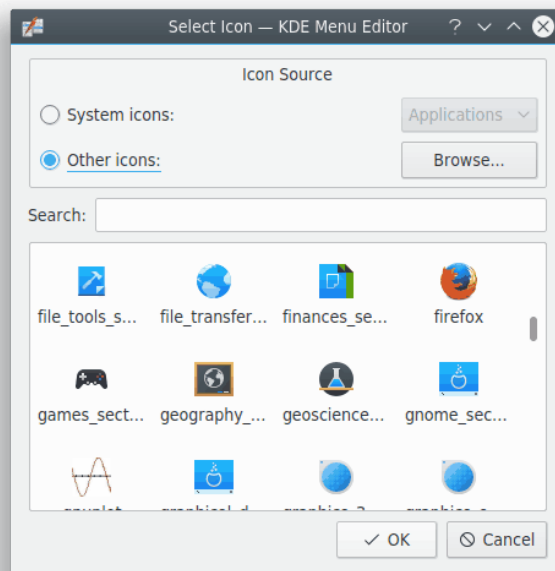 Select Icon — KDE Menu Editor
Icon Source
System icons:
Applications
Other icons:
Browse...
Search:
file_tools_s...
file_transfer...
finances_se...
firefox
games_sect...
geography_...
geoscience...
gnome_sec...
gnuplot
OK
Cancel